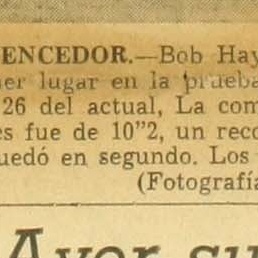 ENCEDOR.—Bob Hay
er lugar en la prueba
26 del actual, La com
es fue de 10"2, un reco
uedó en segundo. Los
(Fotografía
Ayer su